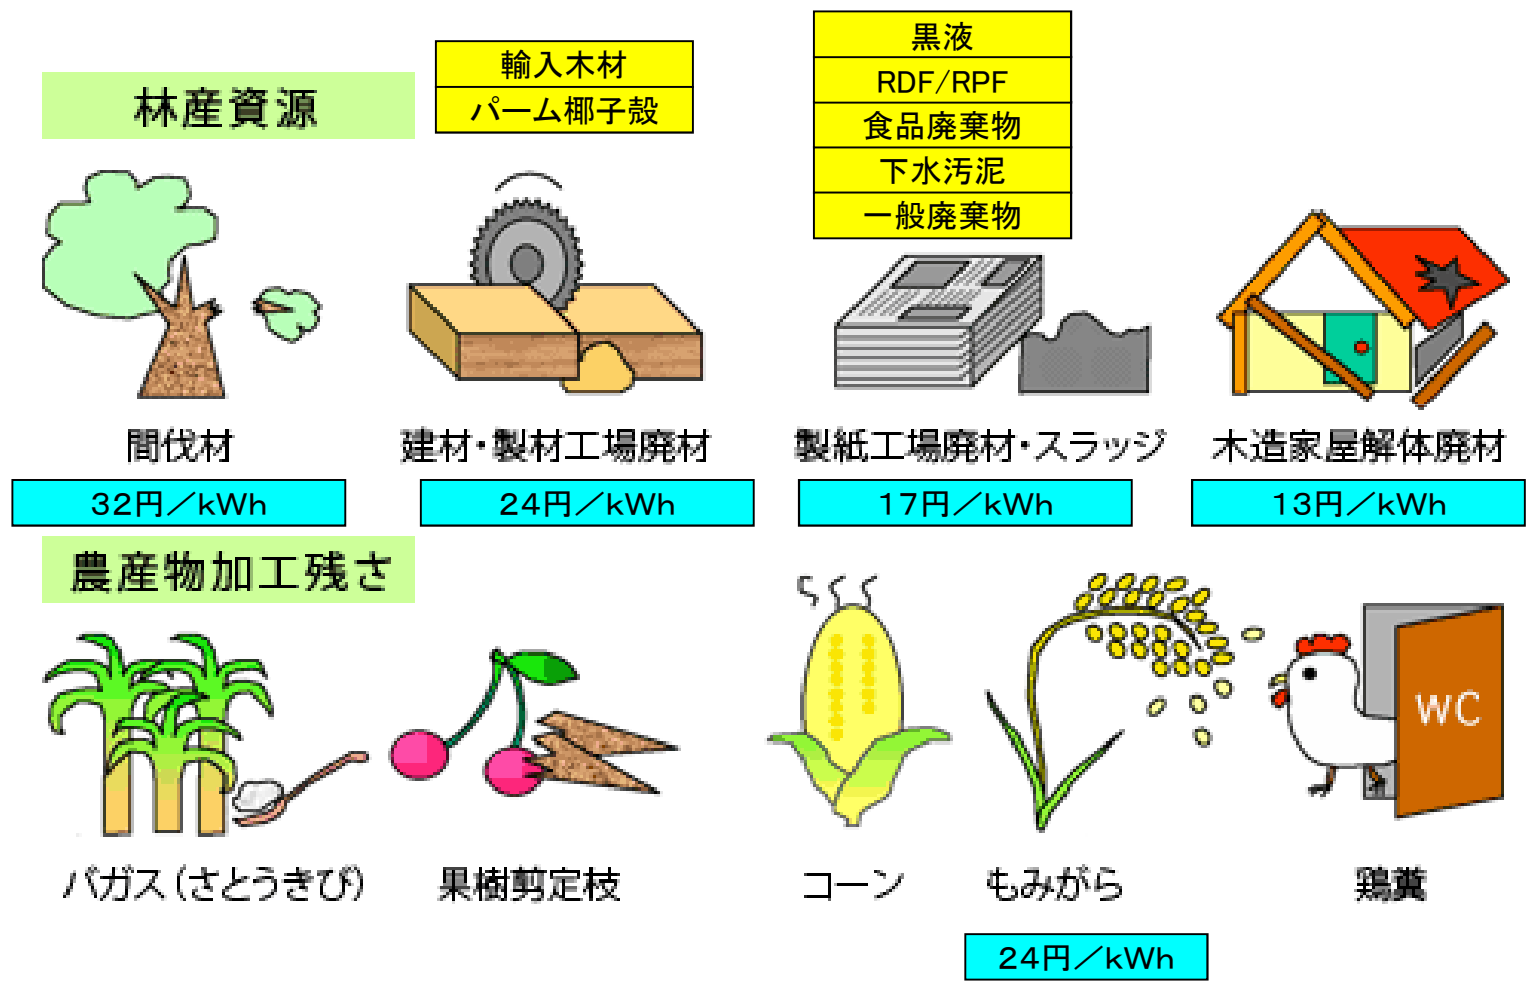 林産資源
輸入木材
パーム椰子殻
黒液
RDF/RPF
食品廃棄物
下水汚泥
一般廃棄物
間伐材
建材・製材工場廃材
製紙工場廃材・スラッジ
木造家屋解体廃材
32円／kWh
24円／kWh
17円／kWh
13円／kWh
農産物加工残さ
WC
バガス(さとうきび)
果樹剪定枝
コーン
もみがら
鶏糞
24円／kWh